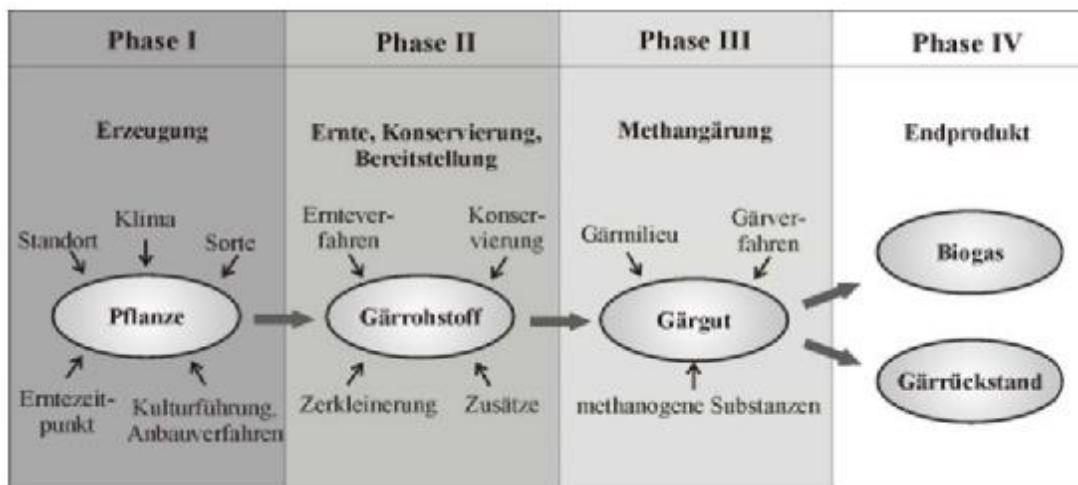 Phase I
Phase II
Phase III
Phase IV
Erzeugung
Ernte, Konservierung,
Bereitstellung
Methangärung
Endprodukt
Klima
Standort
Sorte
Pflanze
Erntezeit-
punkt
Kulturführung,
Anbauverfahren
Erntever-
fahren
Konser-
vierung
Gärrohstoff
Zerkleinerung
Zusätze
Gärmilieu
Gärver-
fahren
Gärgut
methanogene Substanzen
Biogas
Gärrückstand